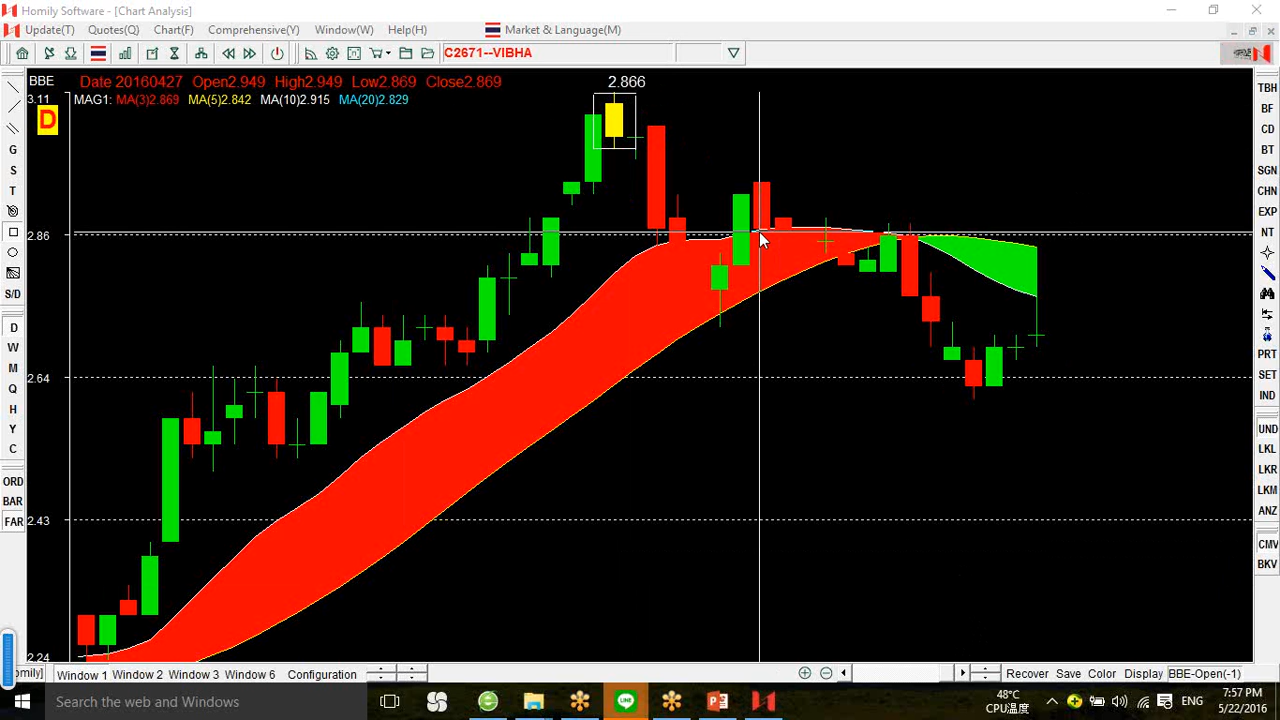 Homily Software - [Chart Analysis]
Update(T) Quotes(Q) Chart(F) Comprehensive(Y) Window(W) Help(H) Market & Language(M)
C2671--VIBHA
BBE Date 20160427 Open2.949 High2.949 Low2.869 Close2.869 2.866
3.11 MAG1: MA(3)2.869 MA(5)2.842 MA(10)2.915 MA(20)2.829
D
G
S
T
S/D
D
W
M
Q
H
Y
C
ORD
BAR
FAR
2.86
2.64
2.43
2.24
TBH
BF
CD
BT
SGN
CHN
EXP
NT
PRT
SET
IND
UND
LKL
LKR
LKM
ANZ
CMV
BKV
Window 1 Window 2 Window 3 Window 6 Configuration Recover Save Color Display BBE-Open(-1)
Search the web and Windows
48°C
CPU温度
ENG
7:57 PM
5/22/2016